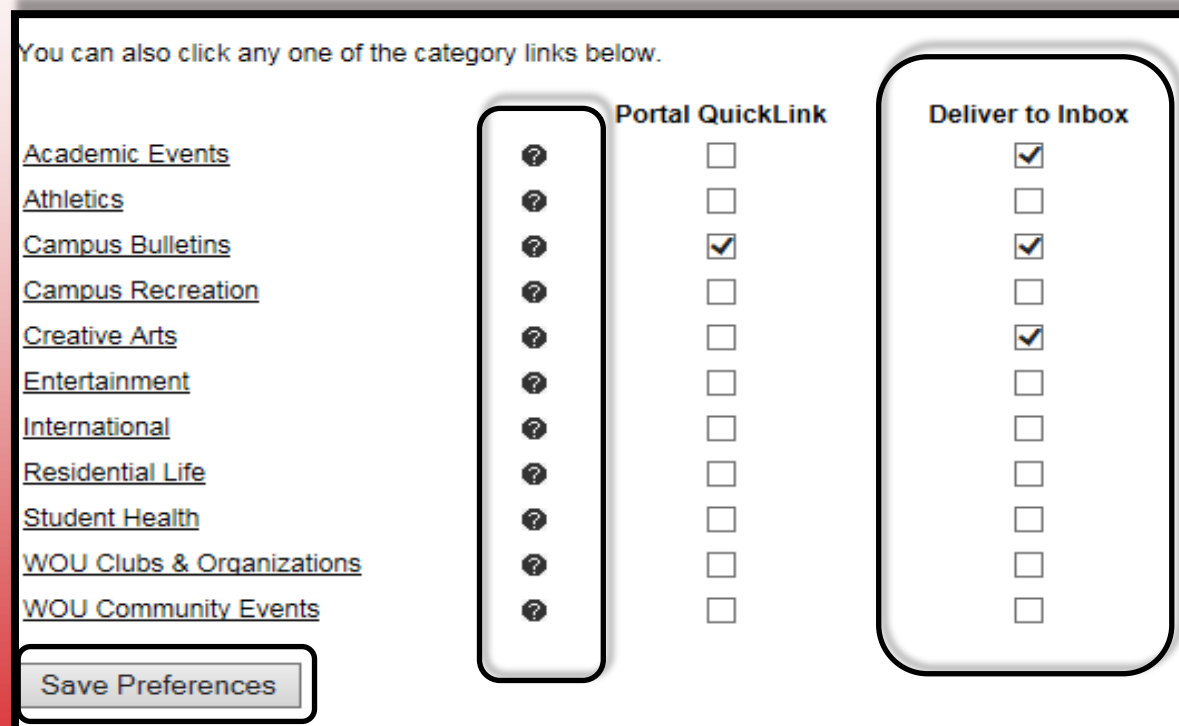 You can also click any one of the category links below.
Portal QuickLink Deliver to Inbox
Academic Events ?
Athletics ?
Campus Bulletins ?
Campus Recreation ?
Creative Arts ?
Entertainment ?
International ?
Residential Life ?
Student Health ?
WOU Clubs & Organizations ?
WOU Community Events ?
Save Preferences